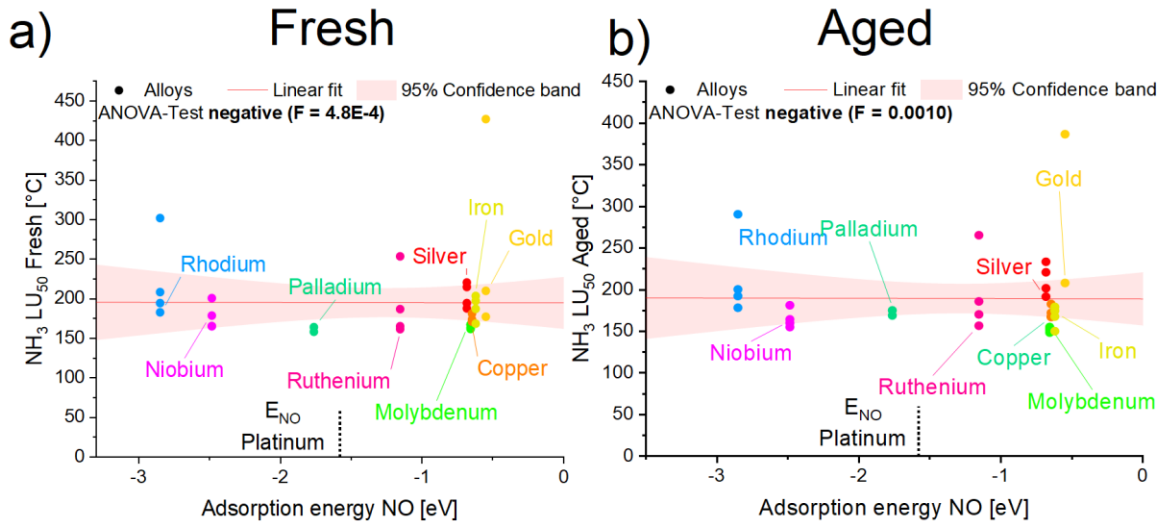 a)
Fresh
Alloys
Linear fit
95% Confidence band
ANOVA-Test negative (F = 4.8E-4)
NH₃ LU₅₀ Fresh [°C]
450
400
350
300
250
200
150
100
50
0
Rhodium
Niobium
Palladium
Ruthenium
Silver
Iron
Gold
Copper
Molybdenum
E_NO
Platinum
-3
-2
-1
0
Adsorption energy NO [eV]
b)
Aged
Alloys
Linear fit
95% Confidence band
ANOVA-Test negative (F = 0.0010)
NH₃ LU₅₀ Aged [°C]
450
400
350
300
250
200
150
100
50
0
Rhodium
Niobium
Palladium
Ruthenium
Silver
Gold
Copper
Iron
Molybdenum
E_NO
Platinum
-3
-2
-1
0
Adsorption energy NO [eV]